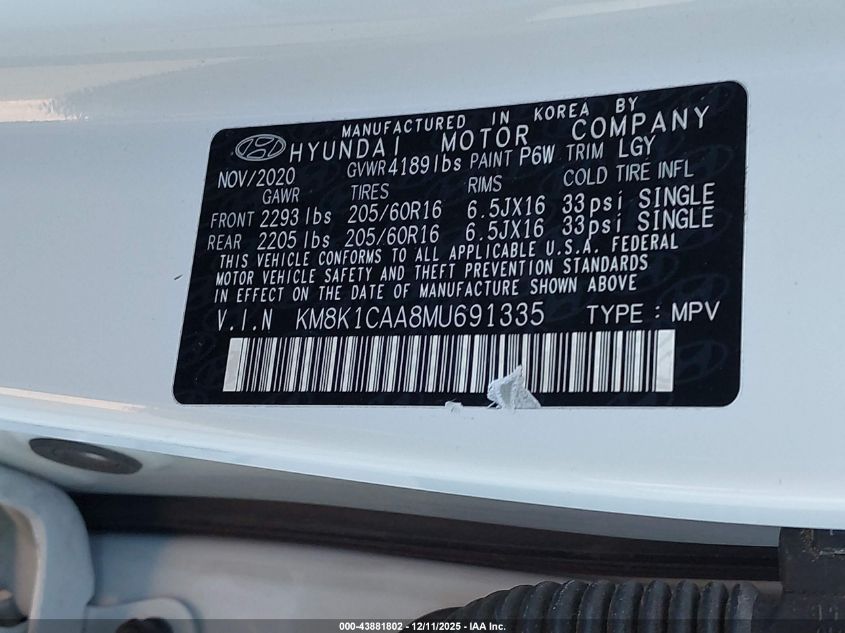 MANUFACTURED IN KOREA BY
HYUNDAI MOTOR COMPANY
NOV/2020 GVWR 4189lbs PAINT P6W TRIM LGY
GAWR TIRES RIMS COLD TIRE INFL
FRONT 2293 lbs 205/60R16 6.5JX16 33psi SINGLE
REAR 2205 lbs 205/60R16 6.5JX16 33psi SINGLE
THIS VEHICLE CONFORMS TO ALL APPLICABLE U.S.A. FEDERAL
MOTOR VEHICLE SAFETY AND THEFT PREVENTION STANDARDS
IN EFFECT ON THE DATE OF MANUFACTURE SHOWN ABOVE
V.I.N KM8K1CAA8MU691335 TYPE : MPV
000-43881802 - 12/11/2025 - IAA Inc.